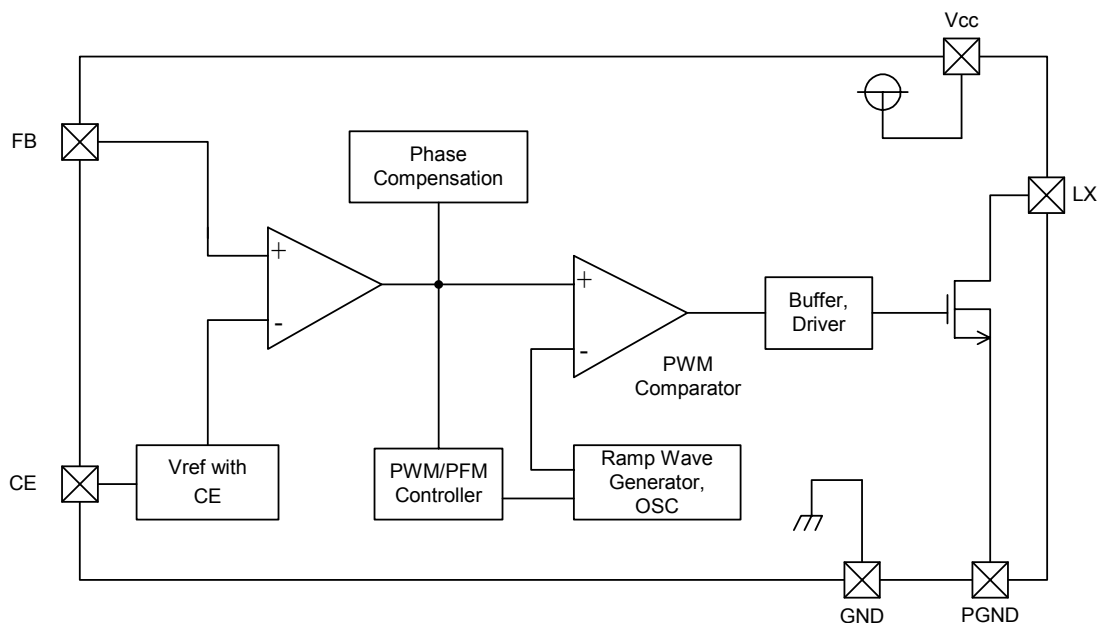 Vcc
FB
Phase
Compensation
LX
+
-
+
-
Buffer,
Driver
PWM
Comparator
CE
Vref with
CE
PWM/PFM
Controller
Ramp Wave
Generator,
OSC
GND
PGND